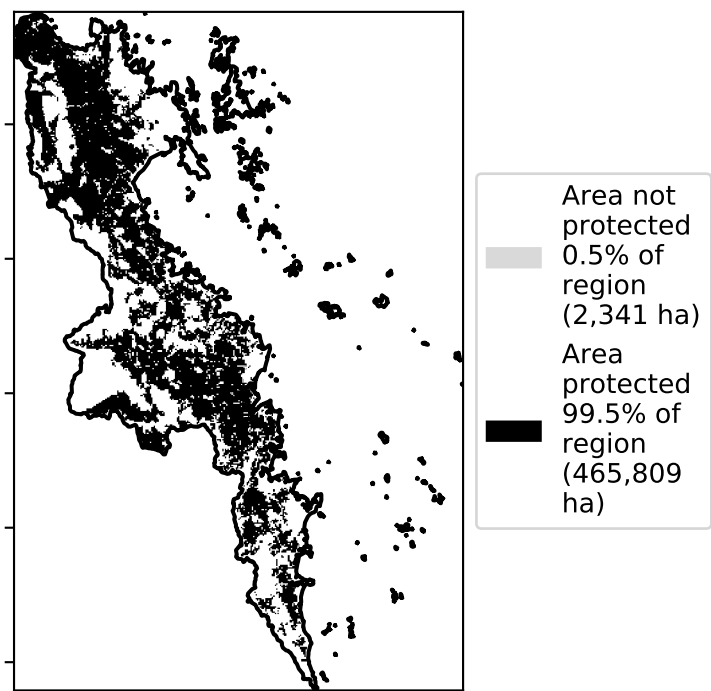 Area not
protected
0.5% of
region
(2,341 ha)
Area
protected
99.5% of
region
(465,809
ha)